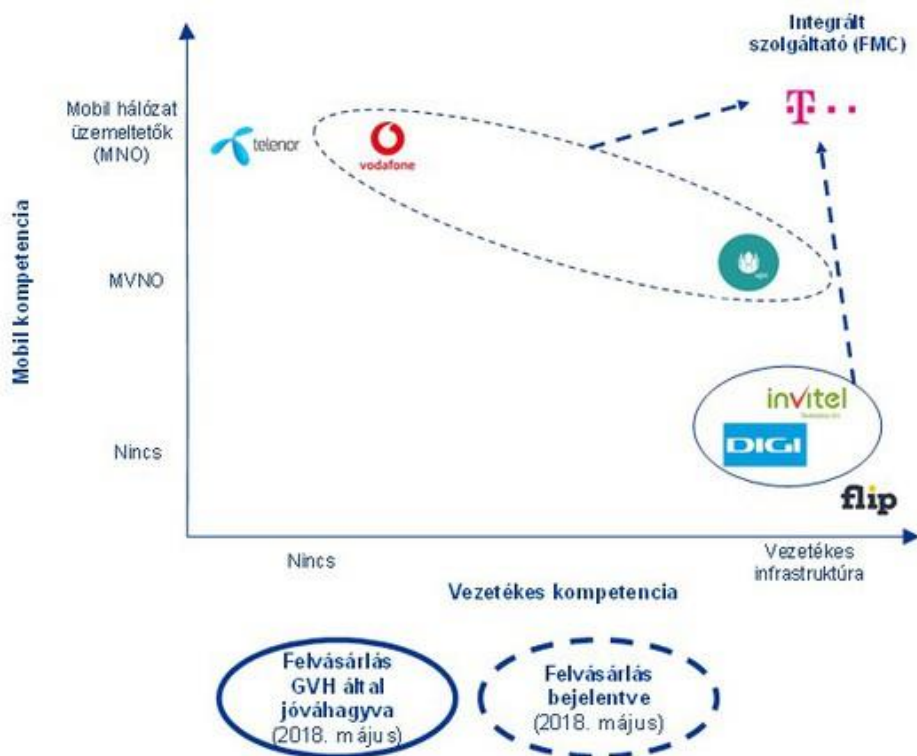 Integrált
szolgáltató (FMC)
T
Mobil hálózat
üzemeltetők
(MNO)
telenor
vodafone
MVNO
Mobil kompetencia
invitel
DIGI
Nincs
flip
Nincs
Vezetékes
infrastruktúra
Vezetékes kompetencia
Felvásárlás
GVH által
jóváhagyva
(2018. május)
Felvásárlás
bejelentve
(2018. május)